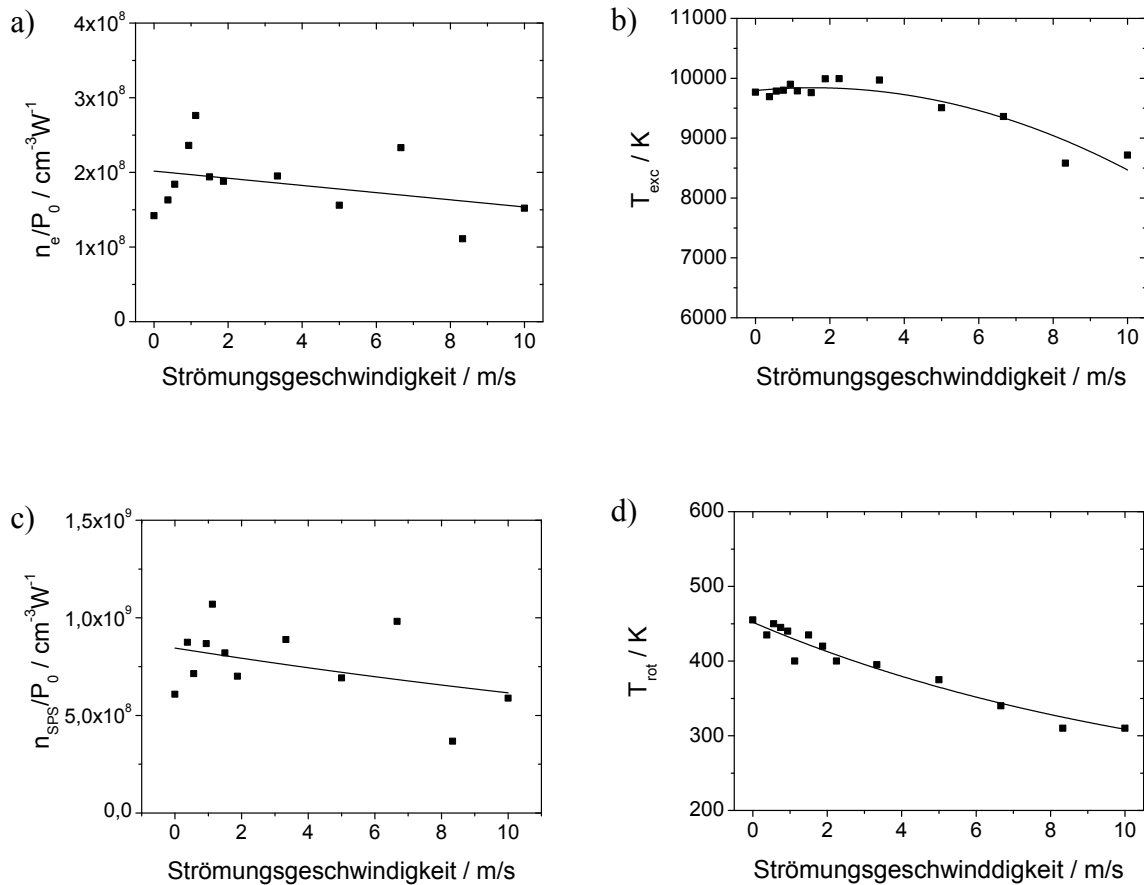 a)
4x10⁸
3x10⁸
2x10⁸
1x10⁸
0
nₑ/P₀ / cm⁻³W⁻¹
0 2 4 6 8 10
Strömungsgeschwindigkeit / m/s
b)
11000
10000
9000
8000
7000
6000
T_exc / K
0 2 4 6 8 10
Strömungsgeschwinddigkeit / m/s
c)
1,5x10⁹
1,0x10⁹
5,0x10⁸
0,0
n_SPS/P₀ / cm⁻³W⁻¹
0 2 4 6 8 10
Strömungsgeschwindigkeit / m/s
d)
600
500
400
300
200
T_rot / K
0 2 4 6 8 10
Strömungsgeschwinddigkeit / m/s